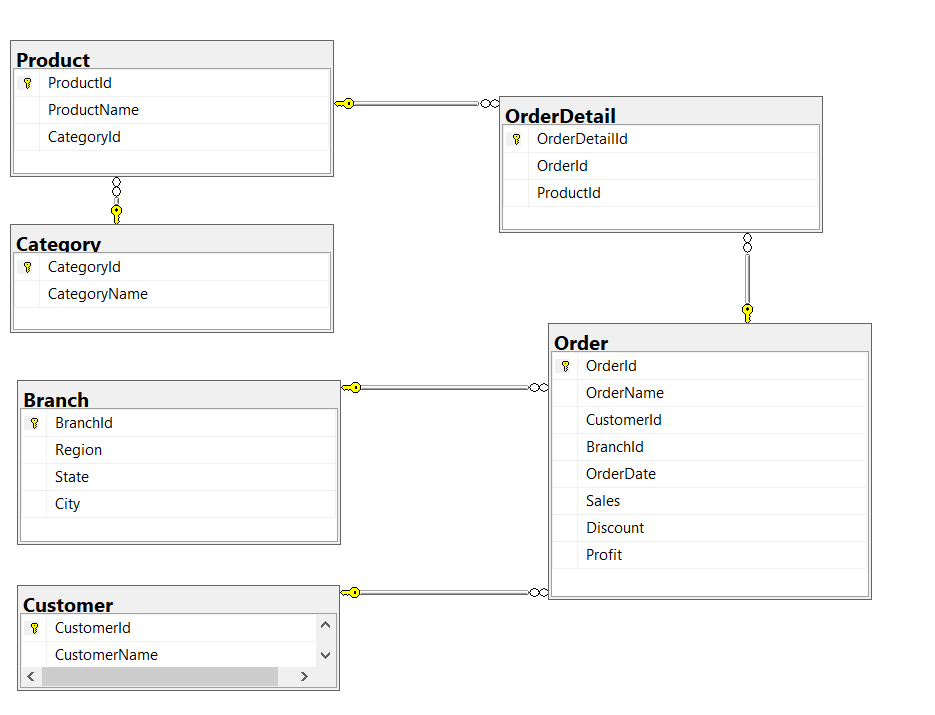 Product
ProductId
ProductName
CategoryId
OrderDetail
OrderDetailId
OrderId
ProductId
Category
CategoryId
CategoryName
Order
OrderId
OrderName
CustomerId
BranchId
OrderDate
Sales
Discount
Profit
Branch
BranchId
Region
State
City
Customer
CustomerId
CustomerName